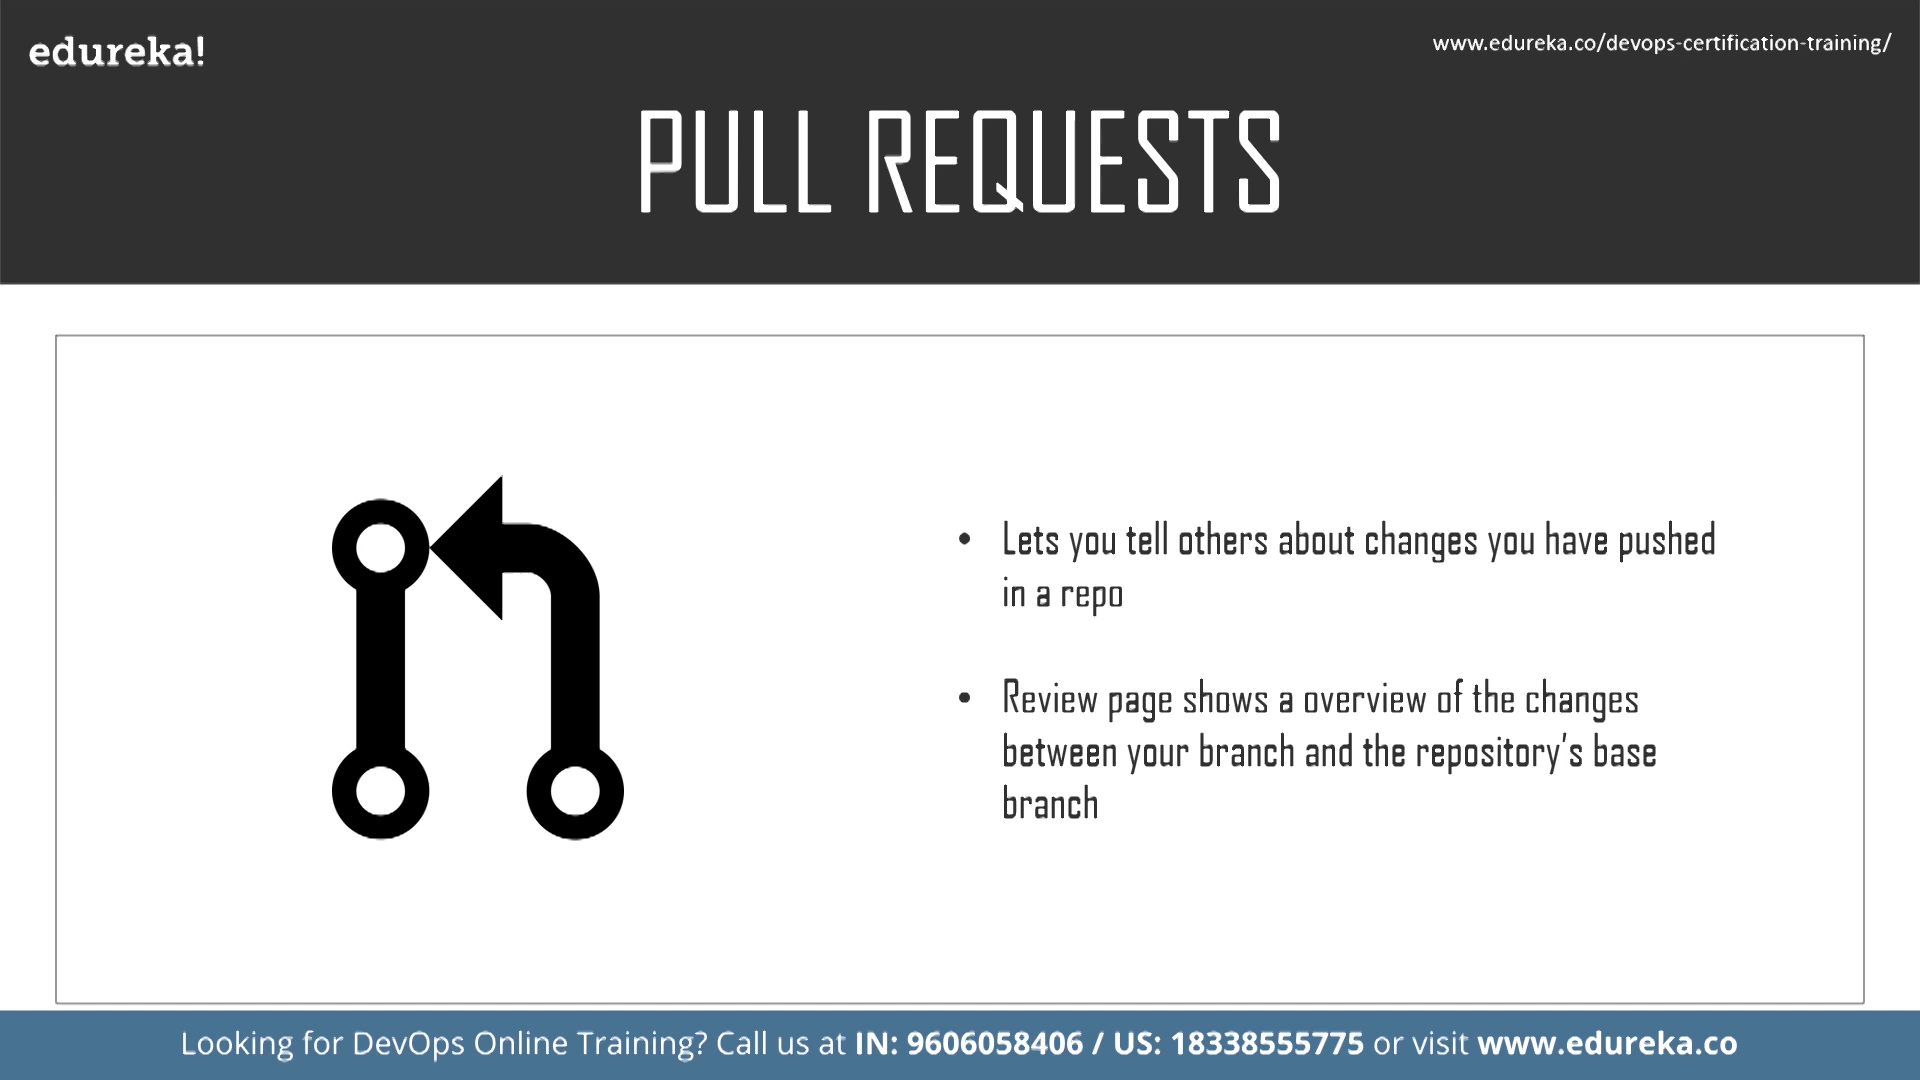 edureka!
www.edureka.co/devops-certification-training/
PULL REQUESTS
• Lets you tell others about changes you have pushed
in a repo
• Review page shows a overview of the changes
between your branch and the repository’s base
branch
Looking for DevOps Online Training? Call us at IN: 9606058406 / US: 18338555775 or visit www.edureka.co